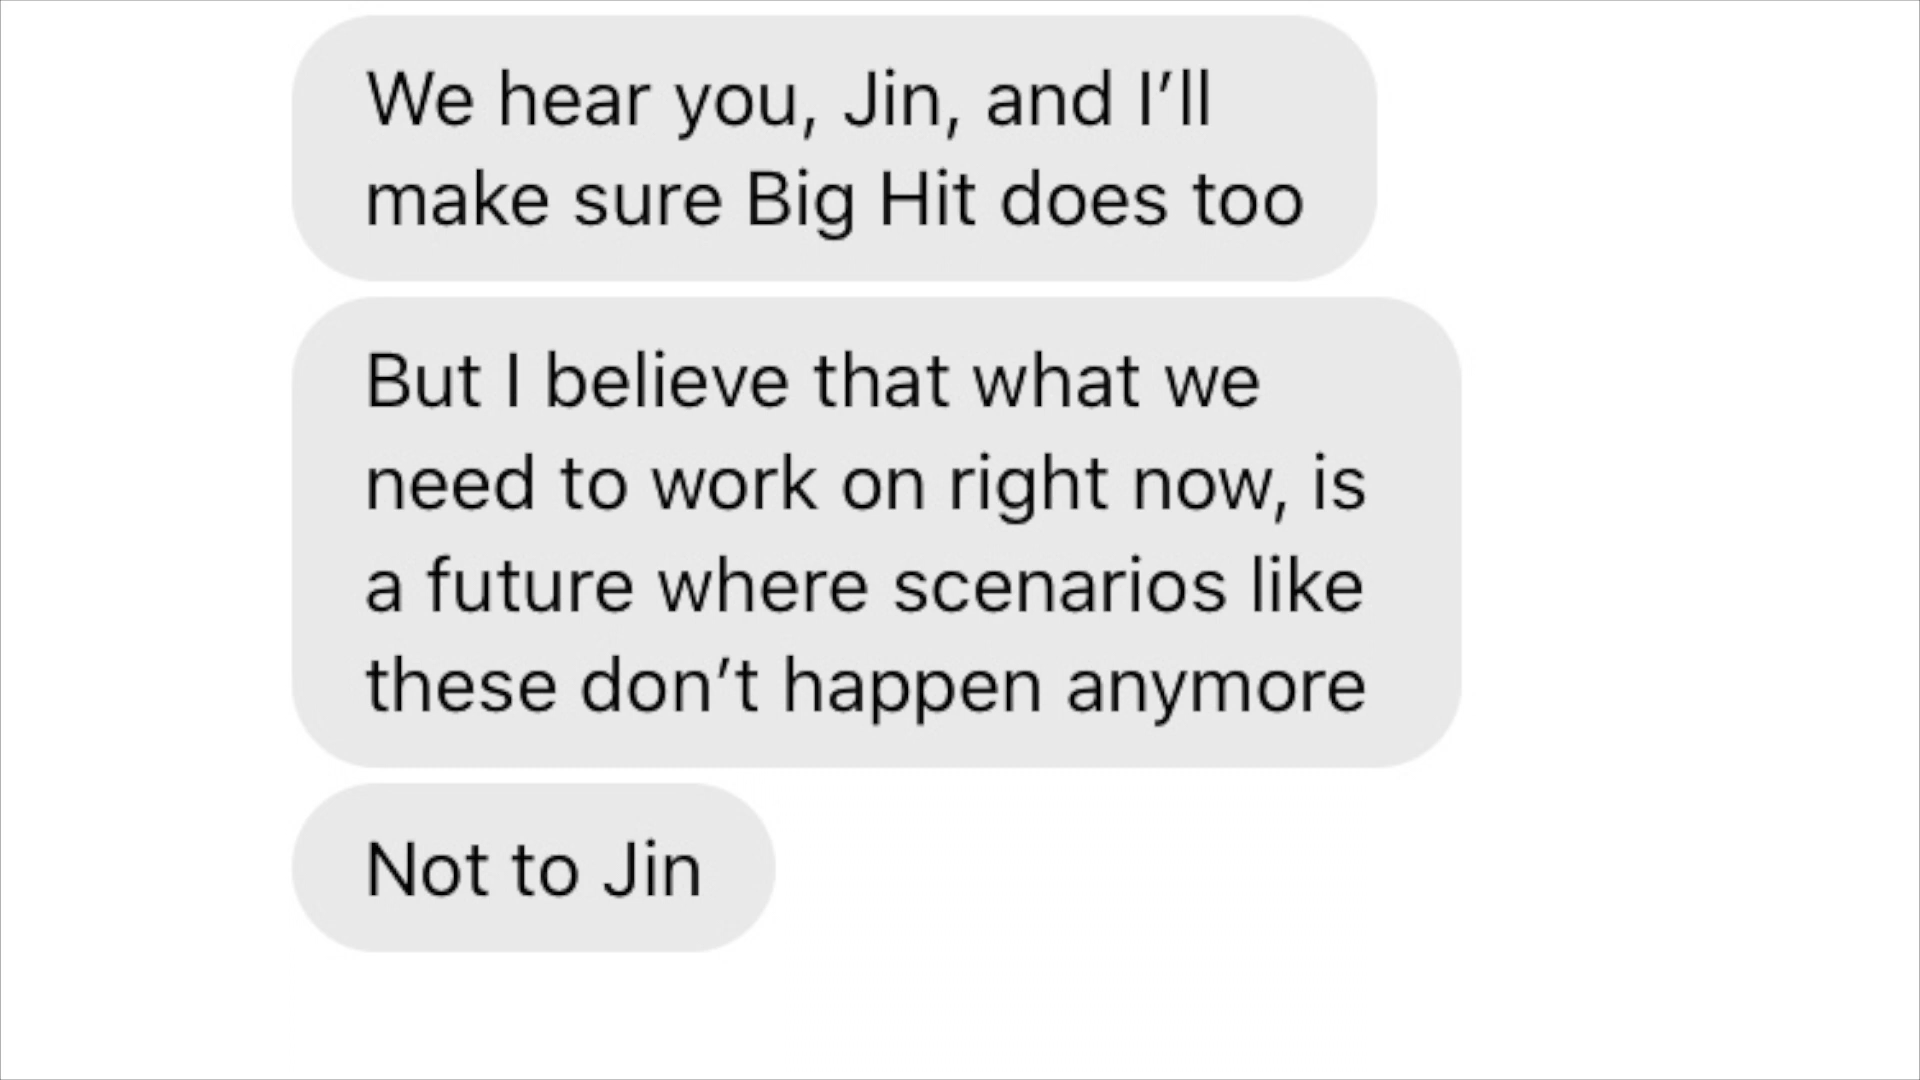 We hear you, Jin, and I’ll
make sure Big Hit does too
But I believe that what we
need to work on right now, is
a future where scenarios like
these don’t happen anymore
Not to Jin